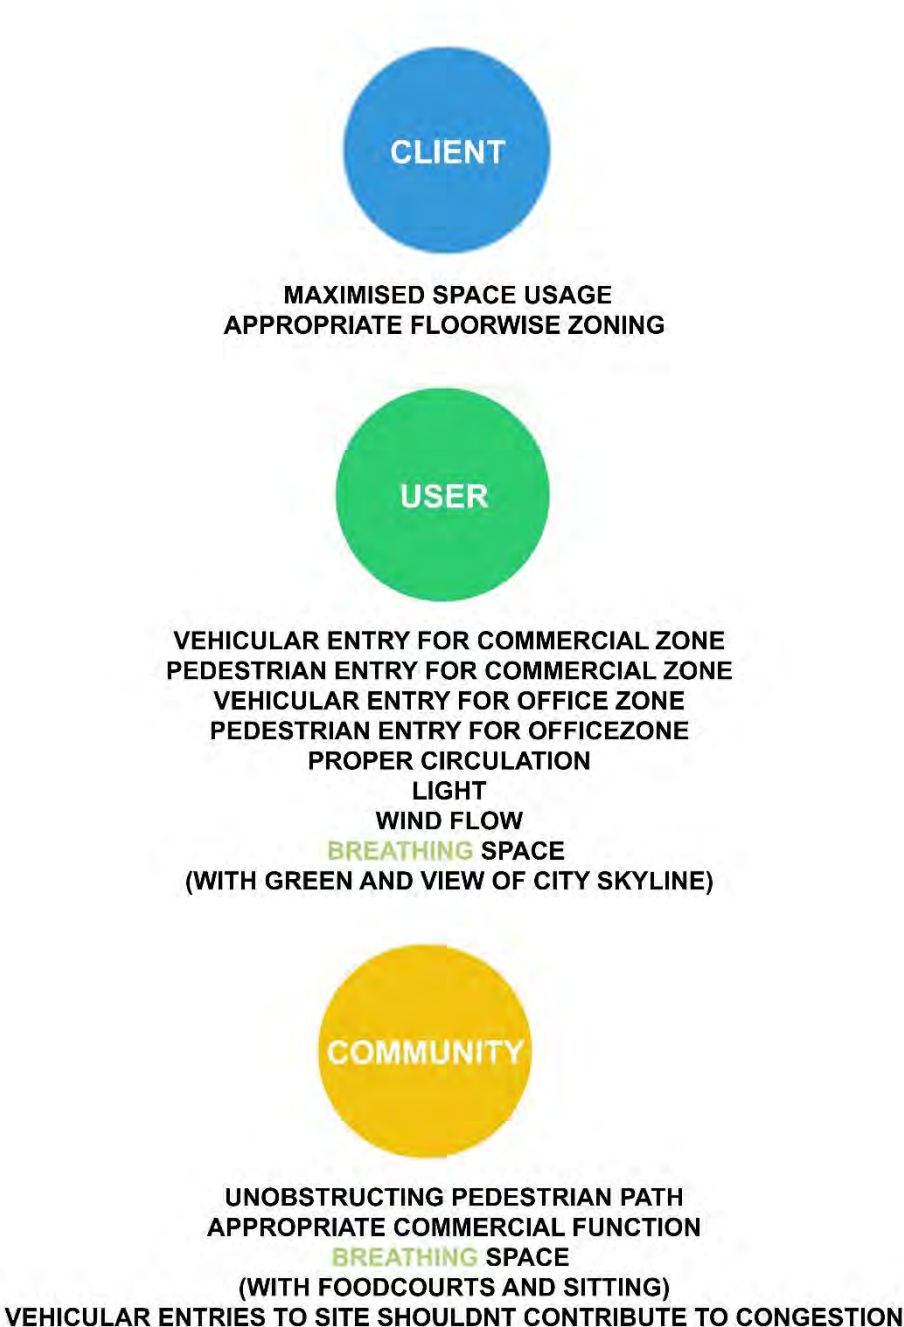 CLIENT
MAXIMISED SPACE USAGE
APPROPRIATE FLOORWISE ZONING
USER
VEHICULAR ENTRY FOR COMMERCIAL ZONE
PEDESTRIAN ENTRY FOR COMMERCIAL ZONE
VEHICULAR ENTRY FOR OFFICE ZONE
PEDESTRIAN ENTRY FOR OFFICEZONE
PROPER CIRCULATION
LIGHT
WIND FLOW
BREATHING SPACE
(WITH GREEN AND VIEW OF CITY SKYLINE)
COMMUNITY
UNOBSTRUCTING PEDESTRIAN PATH
APPROPRIATE COMMERCIAL FUNCTION
BREATHING SPACE
(WITH FOODCOURTS AND SITTING)
VEHICULAR ENTRIES TO SITE SHOULDNT CONTRIBUTE TO CONGESTION